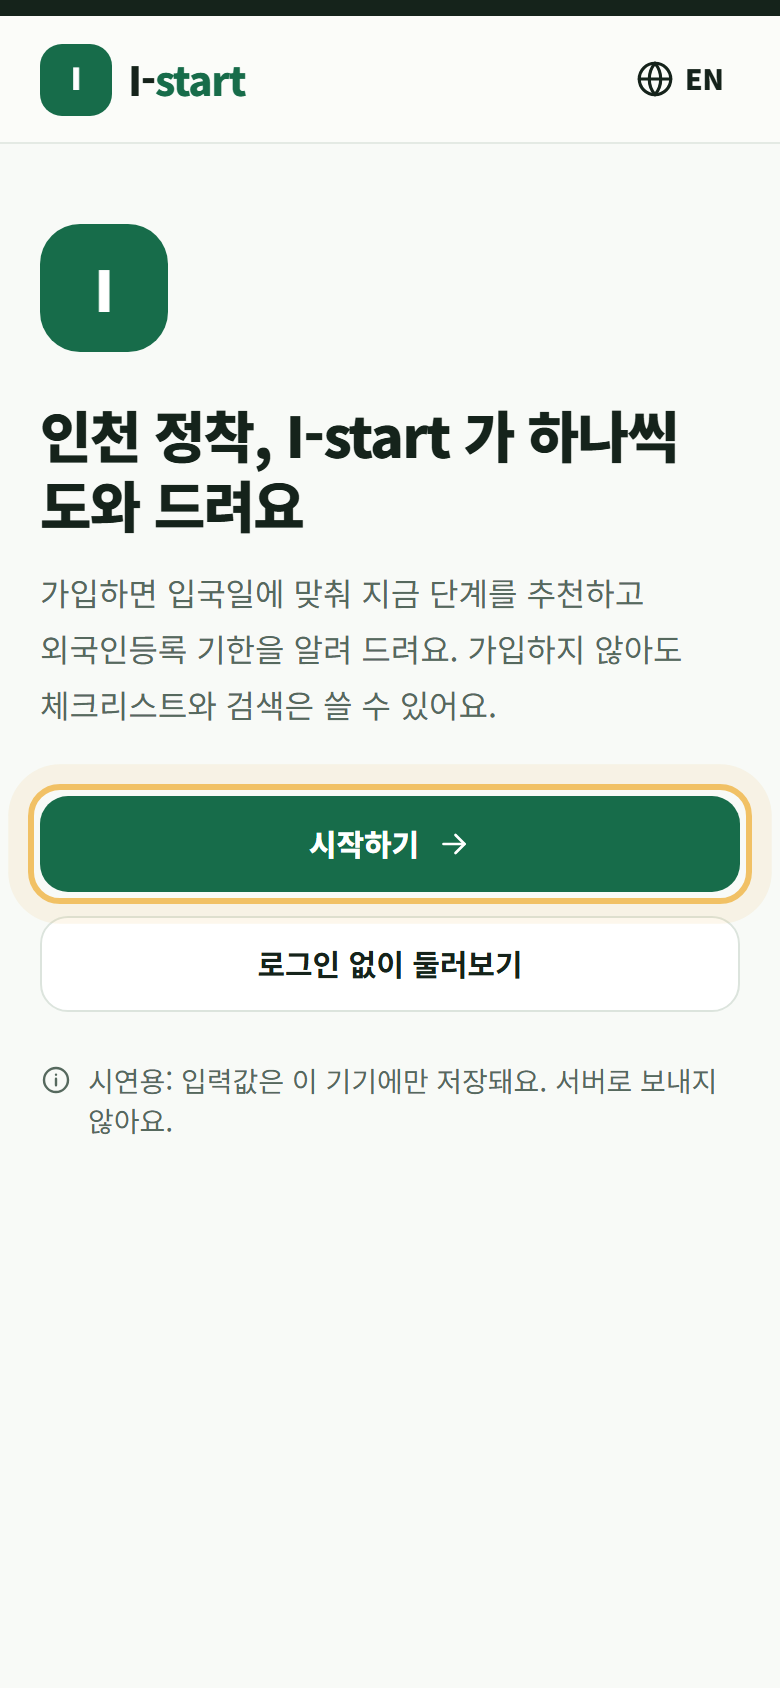 I I-start EN
I
인천 정착, I-start 가 하나씩
도와 드려요
가입하면 입국일에 맞춰 지금 단계를 추천하고
외국인등록 기한을 알려 드려요. 가입하지 않아도
체크리스트와 검색은 쓸 수 있어요.
시작하기 →
로그인 없이 둘러보기
시연용: 입력값은 이 기기에만 저장돼요. 서버로 보내지
않아요.